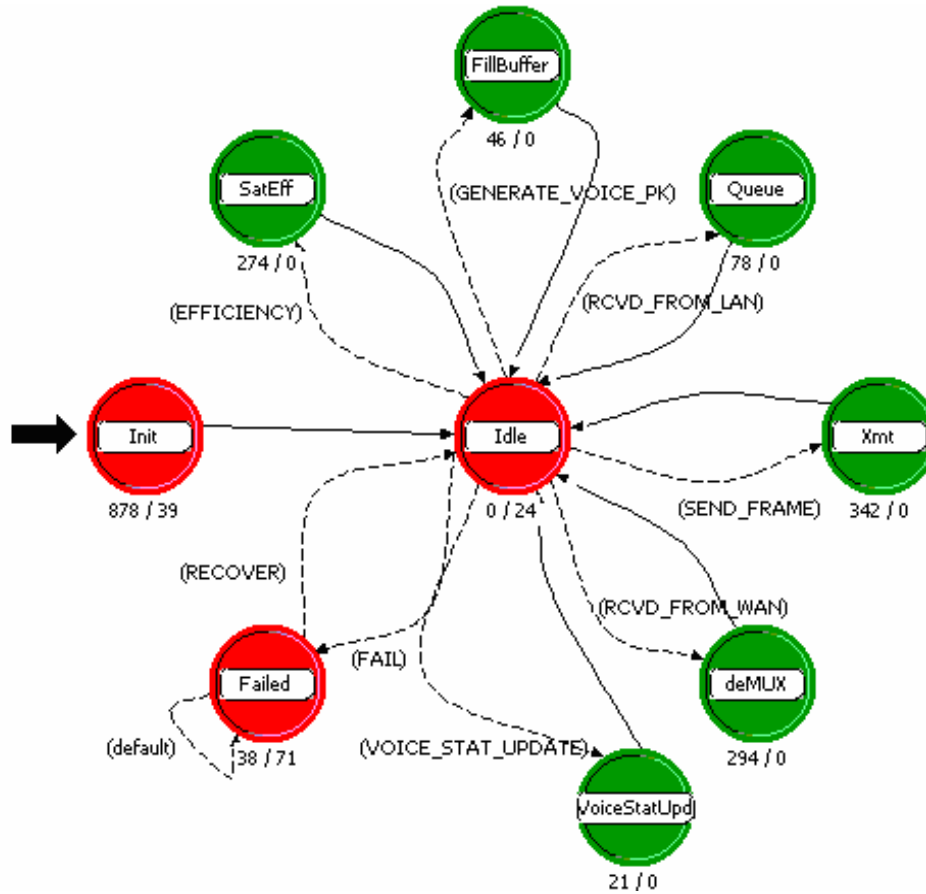 FillBuffer
46 / 0
SatEff
274 / 0
(GENERATE_VOICE_PK)
Queue
78 / 0
(EFFICIENCY)
(RCVD_FROM_LAN)
Init
878 / 39
Idle
0 / 24
Xmt
342 / 0
(SEND_FRAME)
(RECOVER)
(RCVD_FROM_WAN)
Failed
38 / 71
(FAIL)
deMUX
294 / 0
(default)
(VOICE_STAT_UPDATE)
VoiceStatUpd
21 / 0